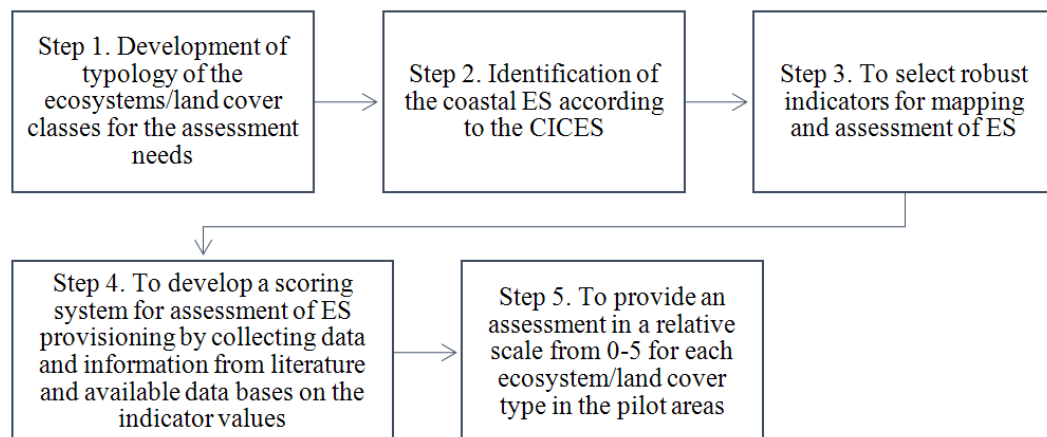 Step 1. Development of
typology of the
ecosystems/land cover
classes for the assessment
needs
Step 2. Identification of
the coastal ES according
to the CICES
Step 3. To select robust
indicators for mapping
and assessment of ES
Step 4. To develop a scoring
system for assessment of ES
provisioning by collecting data
and information from literature
and available data bases on the
indicator values
Step 5. To provide an
assessment in a relative
scale from 0-5 for each
ecosystem/land cover
type in the pilot areas